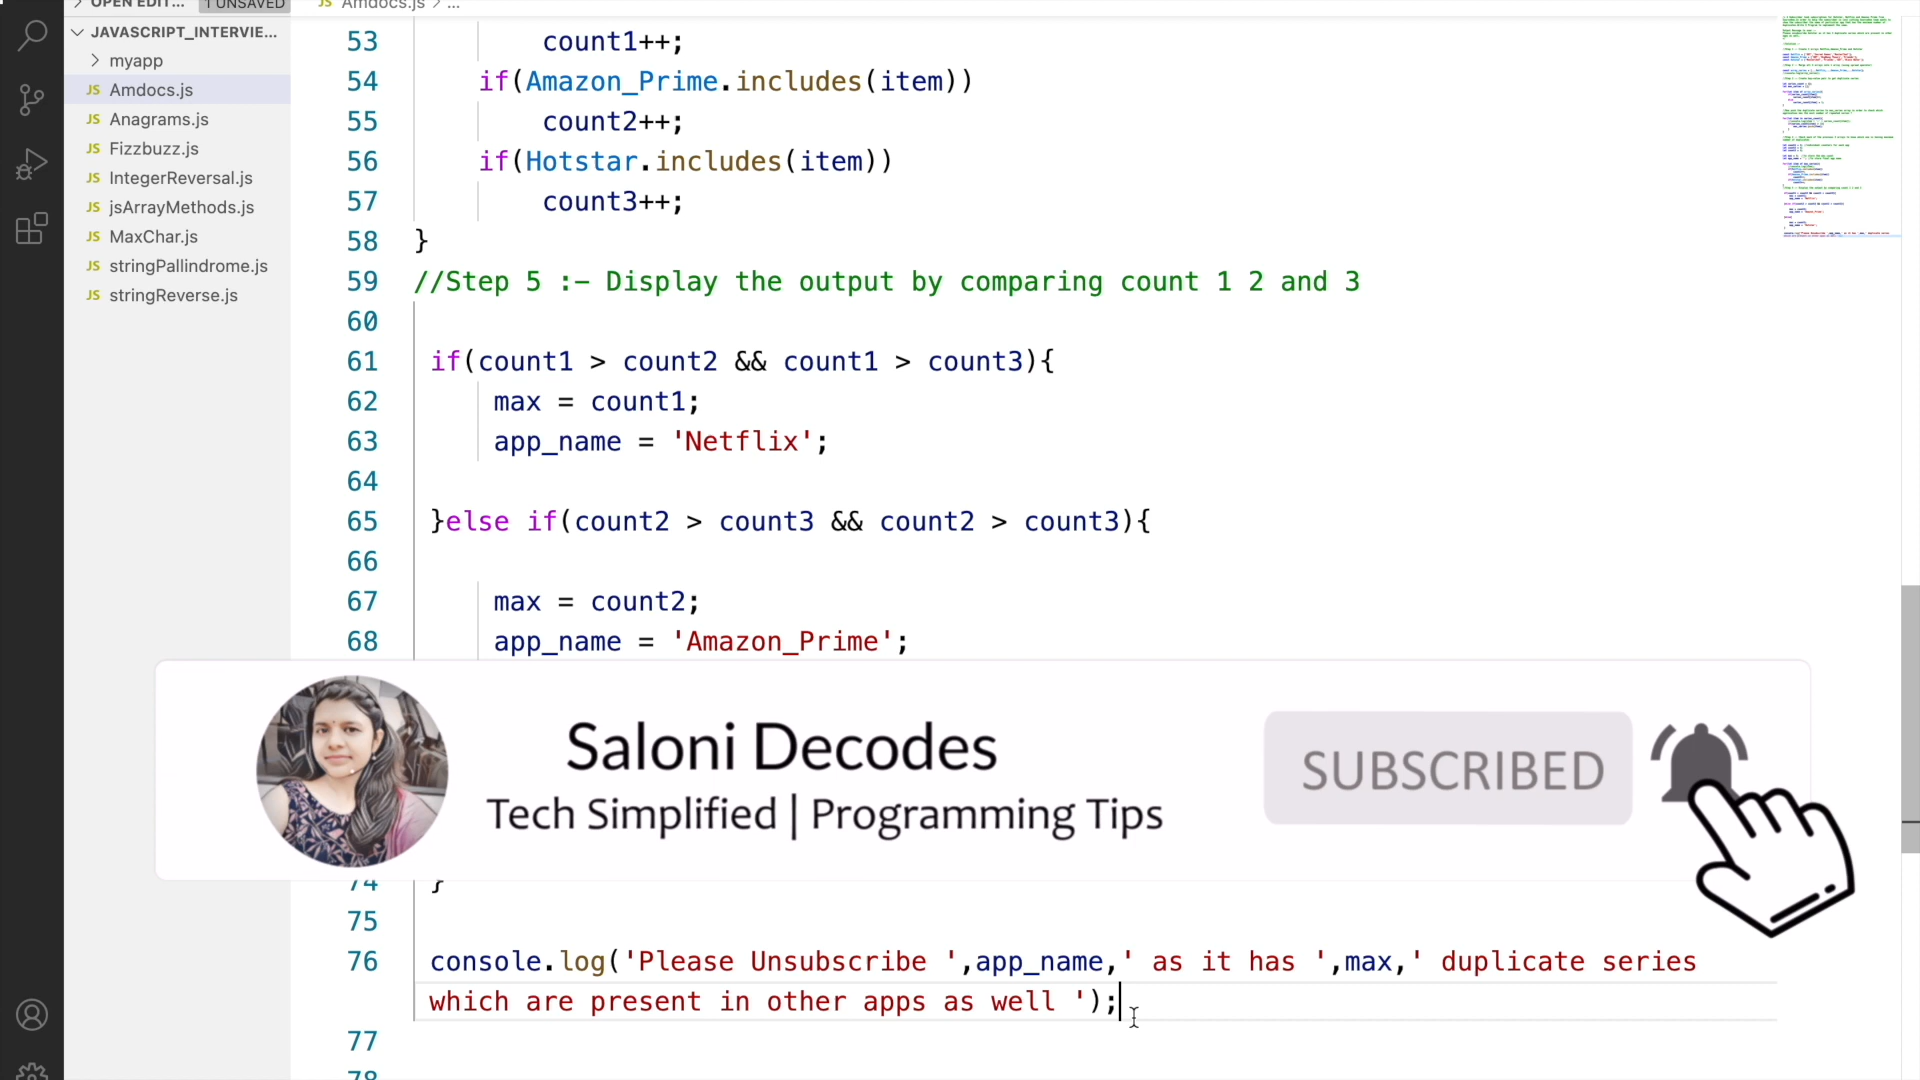 OPEN EDIT... 1 UNSAVED
JS Amdocs.js > ...
JAVASCRIPT_INTERVIE...
myapp
JS Amdocs.js
JS Anagrams.js
JS Fizzbuzz.js
JS IntegerReversal.js
JS jsArrayMethods.js
JS MaxChar.js
JS stringPallindrome.js
JS stringReverse.js
53 count1++;
54 if(Amazon_Prime.includes(item))
55 count2++;
56 if(Hotstar.includes(item))
57 count3++;
58 }
59 //Step 5 :- Display the output by comparing count 1 2 and 3
60
61 if(count1 > count2 && count1 > count3){
62 max = count1;
63 app_name = 'Netflix';
64
65 }else if(count2 > count3 && count2 > count3){
66
67 max = count2;
68 app_name = 'Amazon_Prime';
Saloni Decodes
Tech Simplified | Programming Tips
SUBSCRIBED
74 }
75
76 console.log('Please Unsubscribe ',app_name,' as it has ',max,' duplicate series
which are present in other apps as well ');
77
78